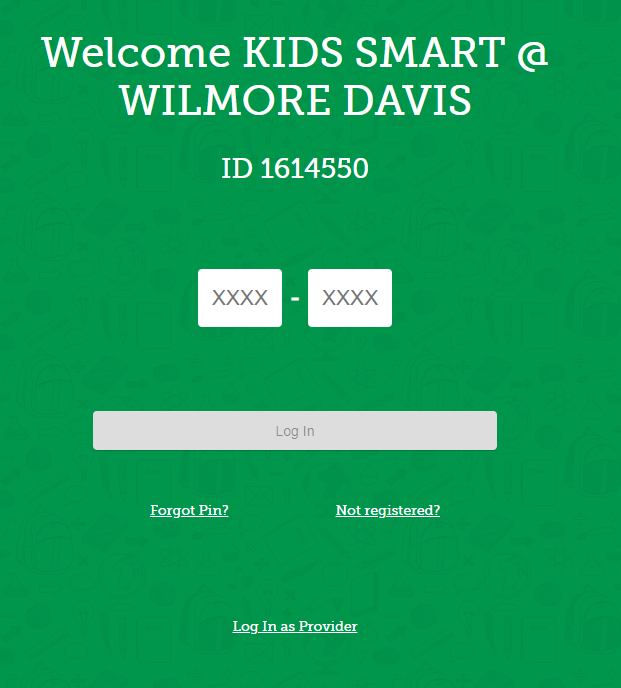 Welcome KIDS SMART @
WILMORE DAVIS
ID 1614550
XXXX - XXXX
Log In
Forgot Pin? Not registered?
Log In as Provider